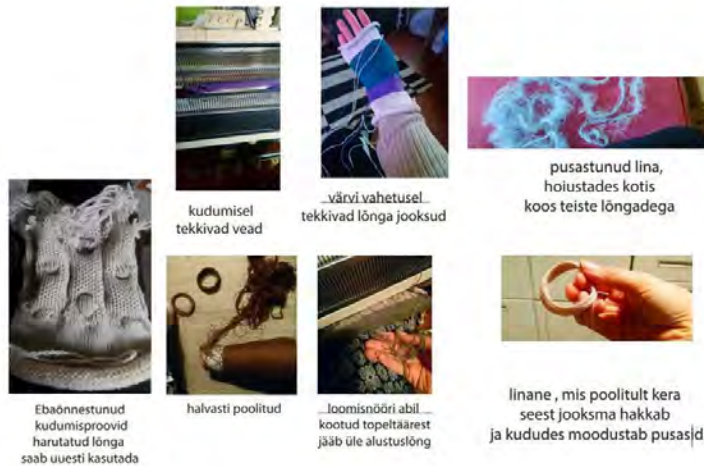 kudumisel
tekkivad vead
värvi vahetusel
tekkivad lõnga jooksud
pusastunud lina,
hoiustades kotis
koos teiste lõngadega
Ebaõnnestunud
kudumisproovid
harutatud lõnga
saab uuesti kasutada
halvasti poolitud
loomisnööri abil
kootud topeltäärest
jääb üle alustuslõng
linane , mis poolitult kera
seest jooksma hakkab
ja kududes moodustab pusasid